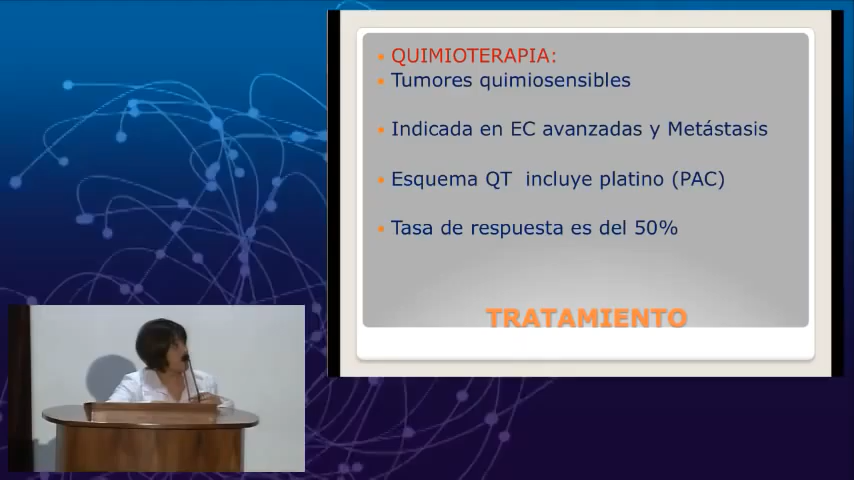 QUIMIOTERAPIA:
Tumores quimiosensibles
Indicada en EC avanzadas y Metástasis
Esquema QT incluye platino (PAC)
Tasa de respuesta es del 50%
TRATAMIENTO